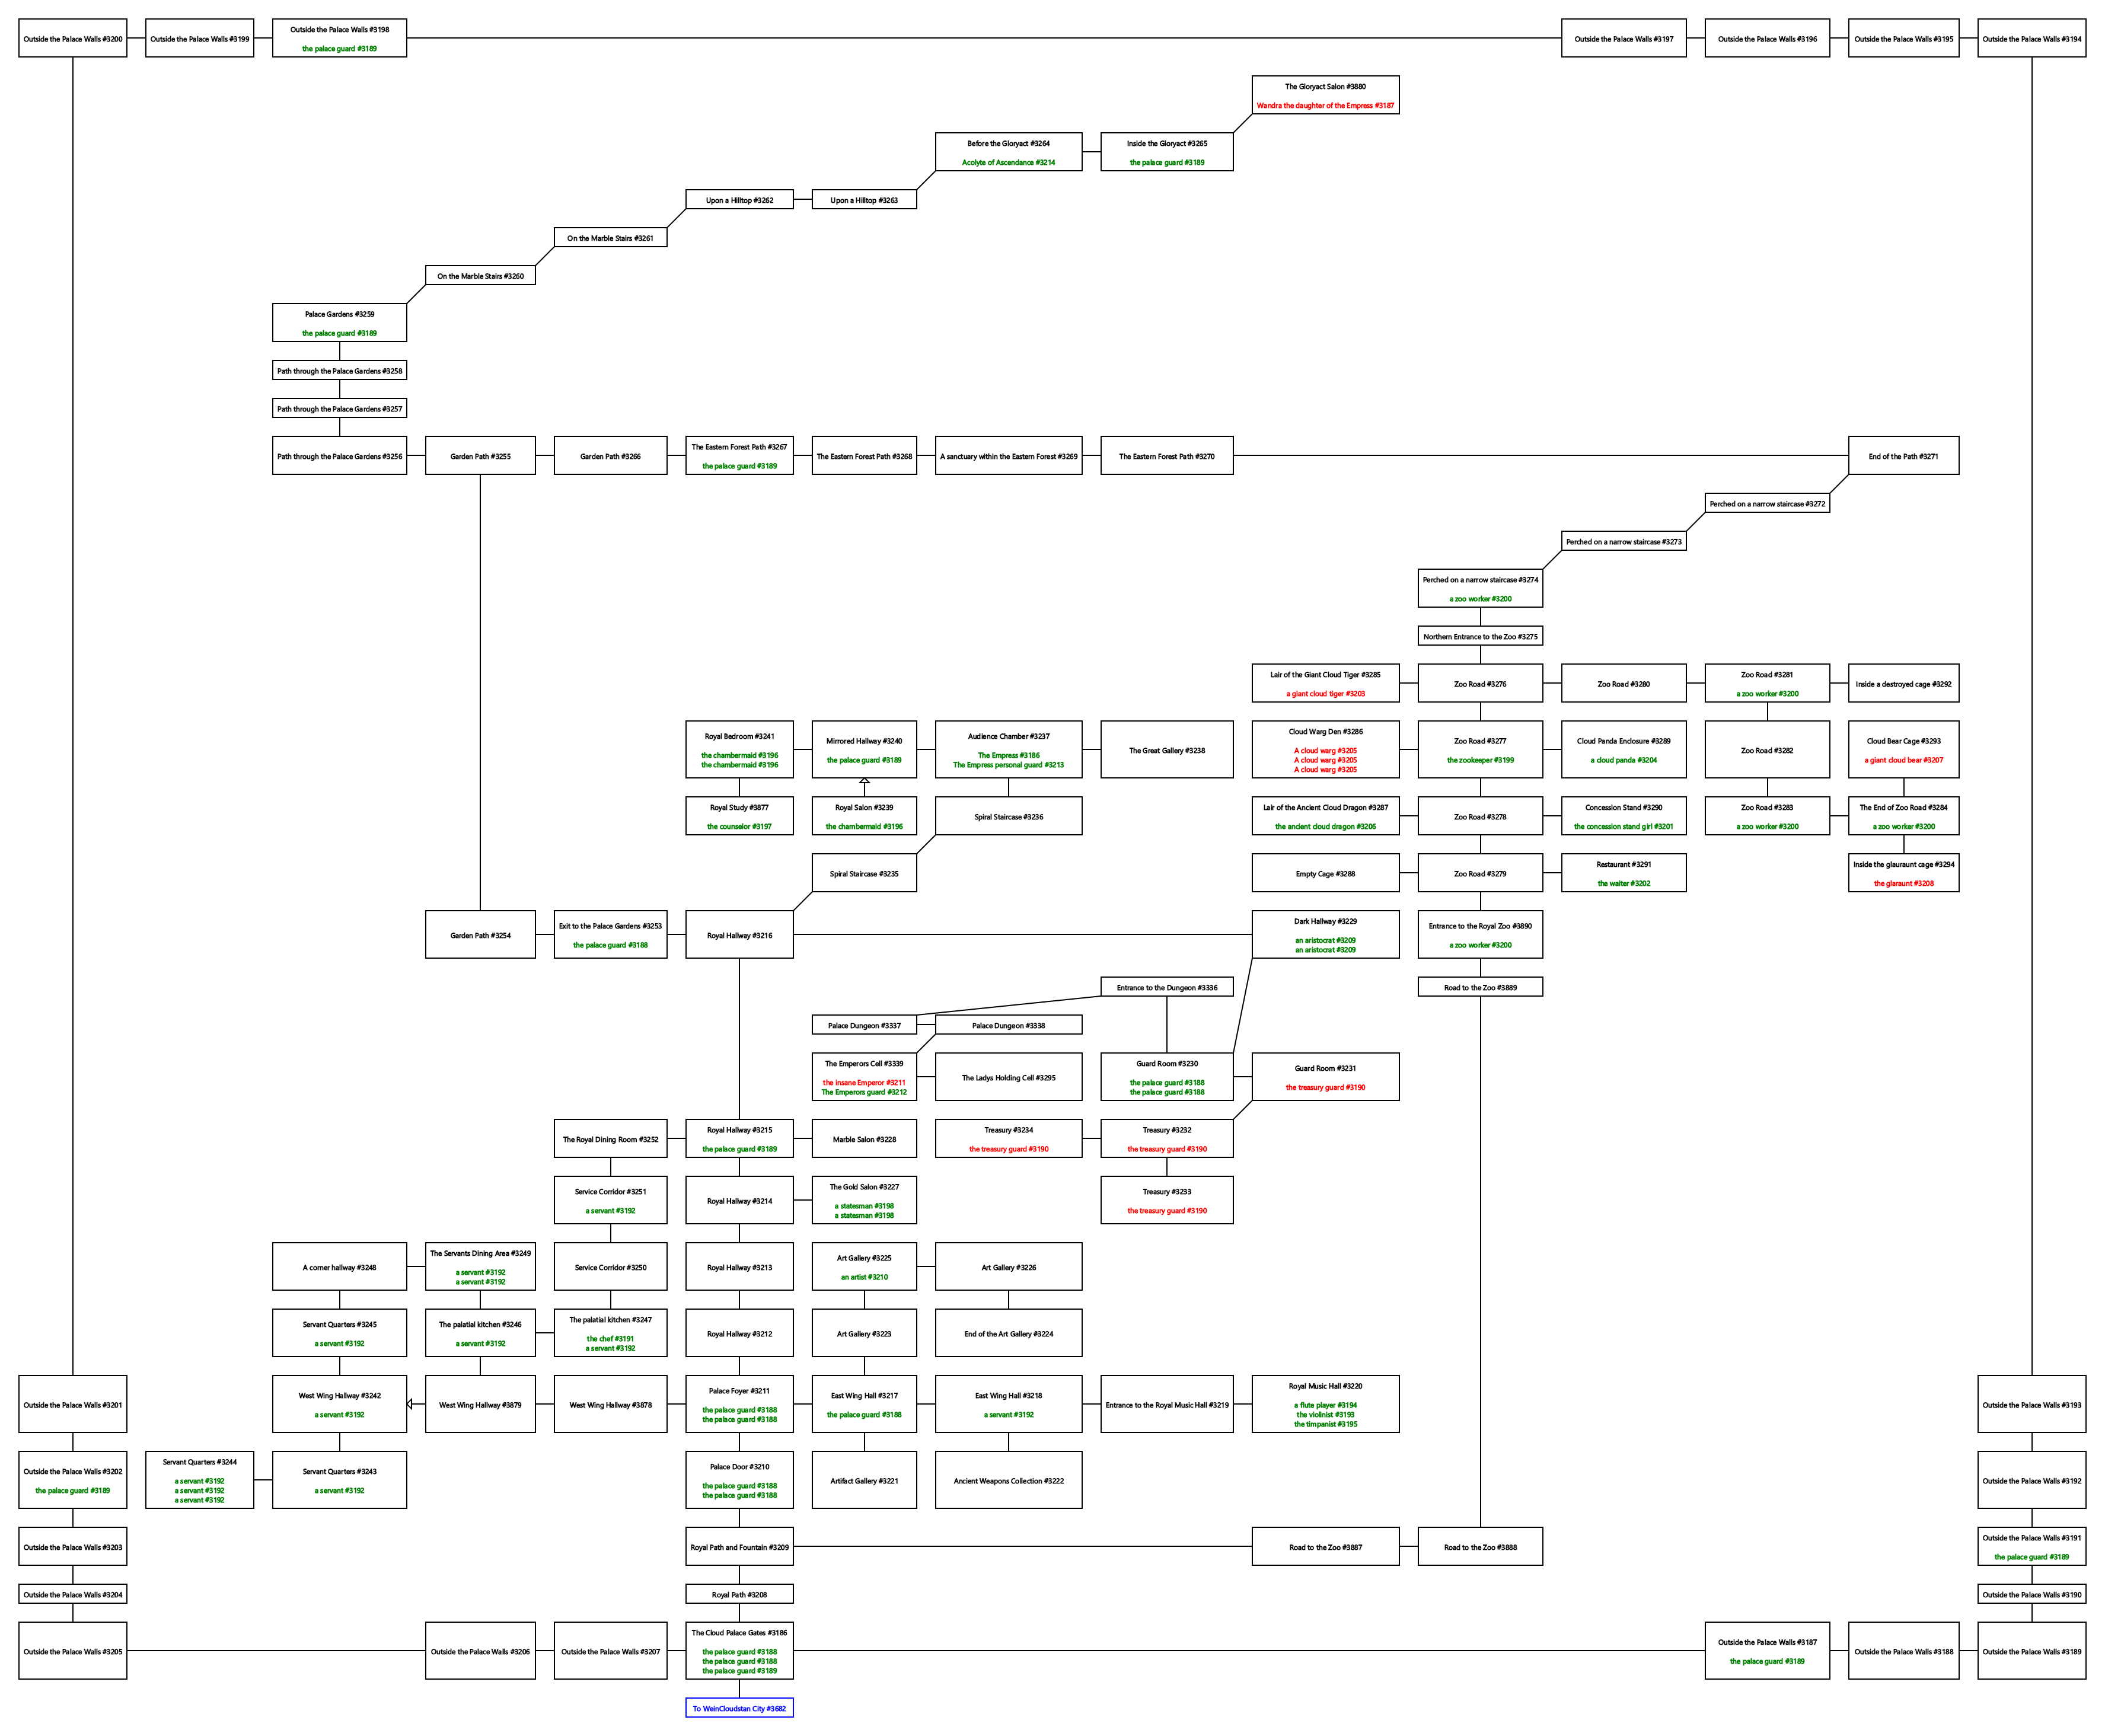 Outside the Palace Walls #3200
Outside the Palace Walls #3199
Outside the Palace Walls #3198
the palace guard #3189
Outside the Palace Walls #3197
Outside the Palace Walls #3196
Outside the Palace Walls #3195
Outside the Palace Walls #3194
The Gloryact Salon #3880
Wandra the daughter of the Empress #3187
Before the Gloryact #3264
Acolyte of Ascendance #3214
Inside the Gloryact #3265
the palace guard #3189
Upon a Hilltop #3262
Upon a Hilltop #3263
On the Marble Stairs #3261
On the Marble Stairs #3260
Palace Gardens #3259
the palace guard #3189
Path through the Palace Gardens #3258
Path through the Palace Gardens #3257
Path through the Palace Gardens #3256
Garden Path #3255
Garden Path #3266
The Eastern Forest Path #3267
the palace guard #3189
The Eastern Forest Path #3268
A sanctuary within the Eastern Forest #3269
The Eastern Forest Path #3270
End of the Path #3271
Perched on a narrow staircase #3272
Perched on a narrow staircase #3273
Perched on a narrow staircase #3274
a zoo worker #3200
Northern Entrance to the Zoo #3275
Lair of the Giant Cloud Tiger #3285
a giant cloud tiger #3203
Zoo Road #3276
Zoo Road #3280
Zoo Road #3281
a zoo worker #3200
Inside a destroyed cage #3292
Royal Bedroom #3241
the chambermaid #3196
the chambermaid #3196
Mirrored Hallway #3240
the palace guard #3189
Audience Chamber #3237
The Empress #3186
The Empress personal guard #3213
The Great Gallery #3238
Cloud Warg Den #3286
A cloud warg #3205
A cloud warg #3205
A cloud warg #3205
Zoo Road #3277
the zookeeper #3199
Cloud Panda Enclosure #3289
a cloud panda #3204
Zoo Road #3282
Cloud Bear Cage #3293
a giant cloud bear #3207
Royal Study #3877
the counselor #3197
Royal Salon #3239
the chambermaid #3196
Spiral Staircase #3236
Lair of the Ancient Cloud Dragon #3287
the ancient cloud dragon #3206
Zoo Road #3278
Concession Stand #3290
the concession stand girl #3201
Zoo Road #3283
a zoo worker #3200
The End of Zoo Road #3284
a zoo worker #3200
Spiral Staircase #3235
Empty Cage #3288
Zoo Road #3279
Restaurant #3291
the waiter #3202
Inside the glauraunt cage #3294
the glaraunt #3208
Garden Path #3254
Exit to the Palace Gardens #3253
the palace guard #3188
Royal Hallway #3216
Dark Hallway #3229
an aristocrat #3209
an aristocrat #3209
Entrance to the Royal Zoo #3890
a zoo worker #3200
Entrance to the Dungeon #3336
Road to the Zoo #3889
Palace Dungeon #3337
Palace Dungeon #3338
The Emperors Cell #3339
the insane Emperor #3211
The Emperors guard #3212
The Ladys Holding Cell #3295
Guard Room #3230
the palace guard #3188
the palace guard #3188
Guard Room #3231
the treasury guard #3190
The Royal Dining Room #3252
Royal Hallway #3215
the palace guard #3189
Marble Salon #3228
Treasury #3234
the treasury guard #3190
Treasury #3232
the treasury guard #3190
Service Corridor #3251
a servant #3192
Royal Hallway #3214
The Gold Salon #3227
a statesman #3198
a statesman #3198
Treasury #3233
the treasury guard #3190
A corner hallway #3248
The Servants Dining Area #3249
a servant #3192
a servant #3192
Service Corridor #3250
Royal Hallway #3213
Art Gallery #3225
an artist #3210
Art Gallery #3226
Servant Quarters #3245
a servant #3192
The palatial kitchen #3246
a servant #3192
The palatial kitchen #3247
the chef #3191
a servant #3192
Royal Hallway #3212
Art Gallery #3223
End of the Art Gallery #3224
Outside the Palace Walls #3201
West Wing Hallway #3242
a servant #3192
West Wing Hallway #3879
West Wing Hallway #3878
Palace Foyer #3211
the palace guard #3188
the palace guard #3188
East Wing Hall #3217
the palace guard #3188
East Wing Hall #3218
a servant #3192
Entrance to the Royal Music Hall #3219
Royal Music Hall #3220
a flute player #3194
the violinist #3193
the timpanist #3195
Outside the Palace Walls #3193
Outside the Palace Walls #3202
the palace guard #3189
Servant Quarters #3244
a servant #3192
a servant #3192
a servant #3192
Servant Quarters #3243
a servant #3192
Palace Door #3210
the palace guard #3188
the palace guard #3188
Artifact Gallery #3221
Ancient Weapons Collection #3222
Outside the Palace Walls #3192
Outside the Palace Walls #3203
Royal Path and Fountain #3209
Road to the Zoo #3887
Road to the Zoo #3888
Outside the Palace Walls #3191
the palace guard #3189
Outside the Palace Walls #3204
Royal Path #3208
Outside the Palace Walls #3190
Outside the Palace Walls #3205
Outside the Palace Walls #3206
Outside the Palace Walls #3207
The Cloud Palace Gates #3186
the palace guard #3188
the palace guard #3188
the palace guard #3189
Outside the Palace Walls #3187
the palace guard #3189
Outside the Palace Walls #3188
Outside the Palace Walls #3189
To WeinCloudstan City #3682